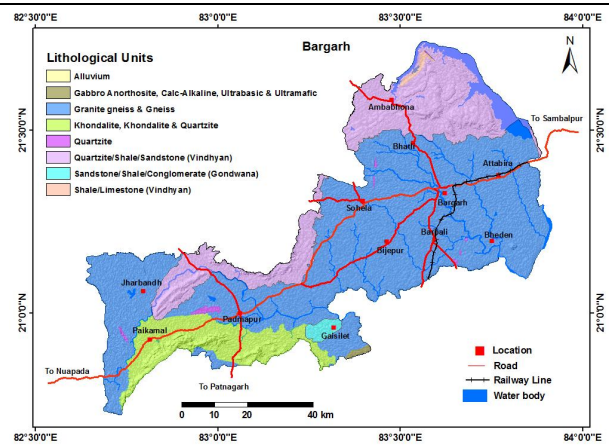 82°30'0"E
83°0'0"E
83°30'0"E
84°0'0"E
Bargarh
N
Lithological Units
Alluvium
Gabbro Anorthosite, Calc-Alkaline, Ultrabasic & Ultramafic
Granite gneiss & Gneiss
Khondalite, Khondalite & Quartzite
Quartzite
Quartzite/Shale/Sandstone (Vindhyan)
Sandstone/Shale/Conglomerate (Gondwana)
Shale/Limestone (Vindhyan)
Ambabhona
To Sambalpur
21°30'0"N
21°30'0"N
Bhatli
Attabira
Bargarh
Sohela
Barpali
Bheden
Bijepur
Jharbandh
21°0'0"N
21°0'0"N
Padmapur
Gaisilet
Paikamal
To Nuapada
To Patnagarh
0 10 20 40 km
Location
Road
Railway Line
Water body
82°30'0"E
83°0'0"E
83°30'0"E
84°0'0"E